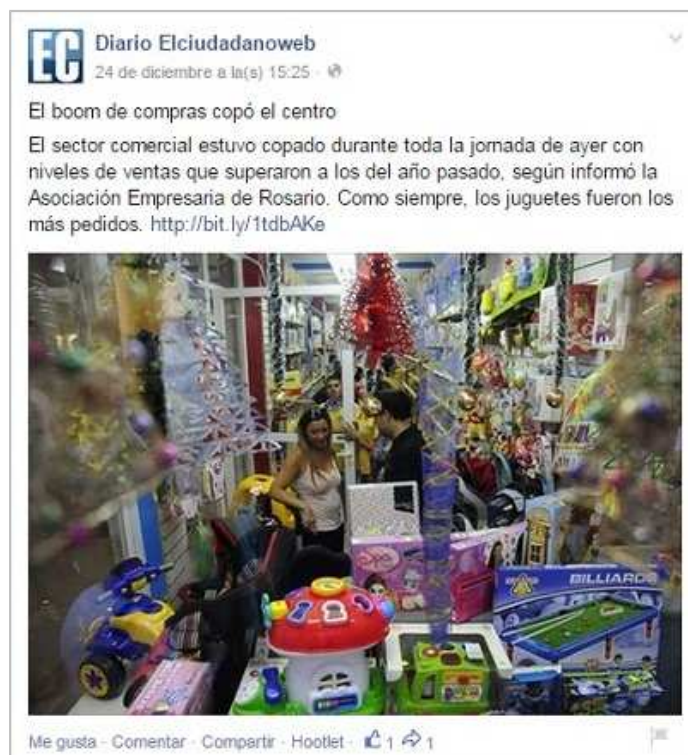 EC
Diario Elciudadanoweb
24 de diciembre a la(s) 15:25 ·
El boom de compras copó el centro
El sector comercial estuvo copado durante toda la jornada de ayer con
niveles de ventas que superaron a los del año pasado, según informó la
Asociación Empresaria de Rosario. Como siempre, los juguetes fueron los
más pedidos. http://bit.ly/1tdbAKe
BILLIARDS
Me gusta · Comentar · Compartir · Hootlet · 1 1